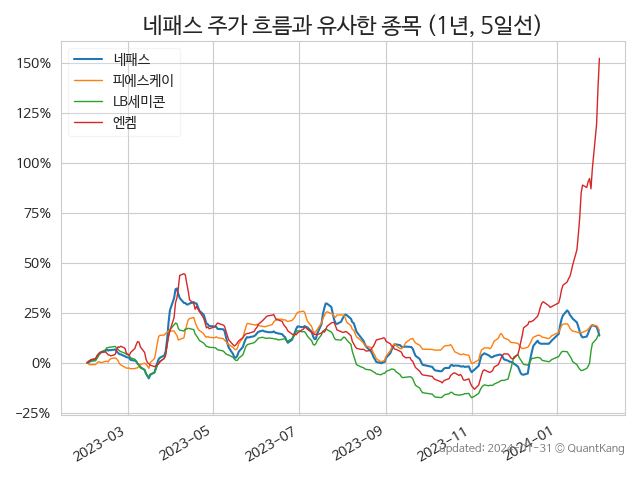 네패스 주가 흐름과 유사한 종목 (1년, 5일선)
네패스
피에스케이
LB세미콘
엔켐
150%
125%
100%
75%
50%
25%
0%
−25%
2023-03
2023-05
2023-07
2023-09
2023-11
2024-01
updated: 2024-01-31 © QuantKang